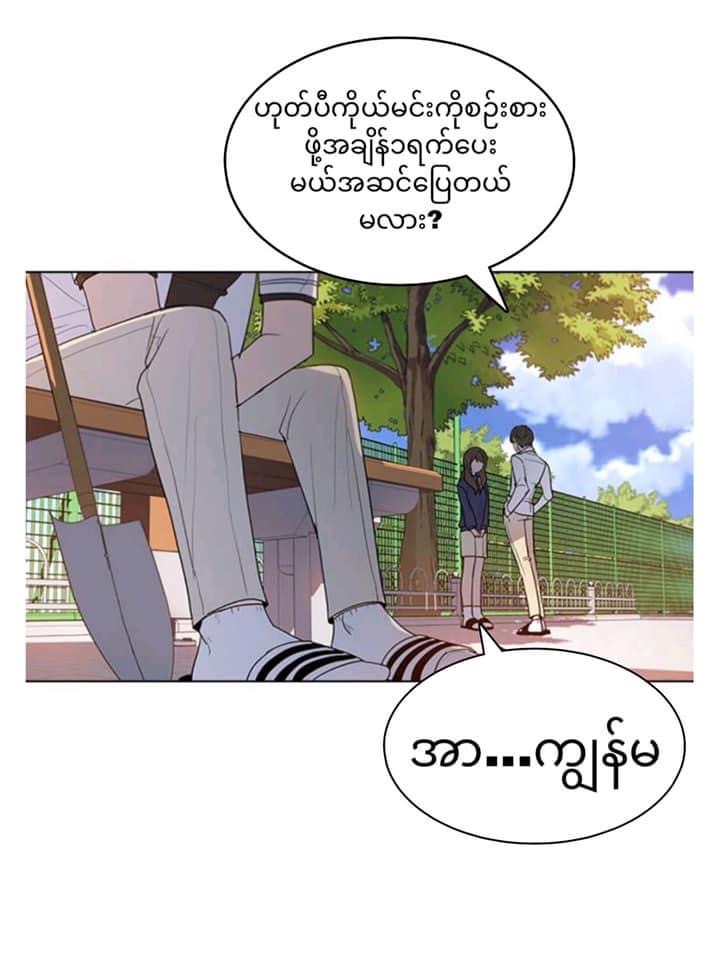 ဟုတ်ပီကိုယ်မင်းကိုစဉ်းစား
ဖို့အချိန်၁ရက်ပေး
မယ်အဆင်ပြေတယ်
မလား?
အာ...ကျွန်မ